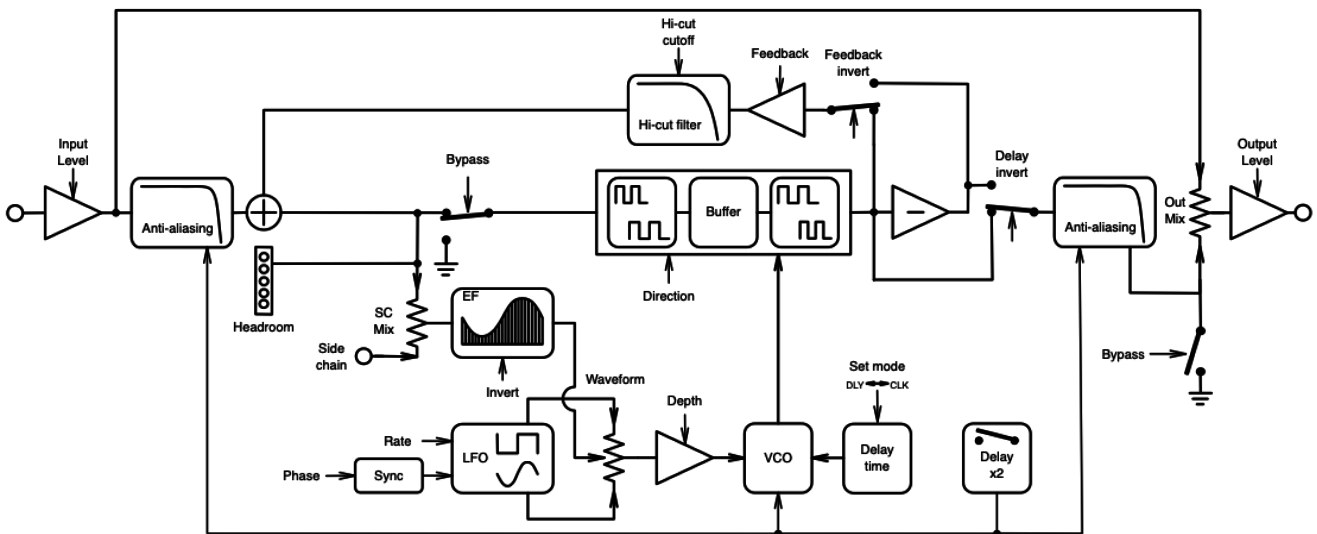 Hi-cut
cutoff
Feedback
Feedback
invert
Hi-cut filter
Input
Level
Bypass
Delay
invert
Output
Level
Anti-aliasing
Buffer
Out
Mix
Anti-aliasing
Direction
Headroom
SC
Mix
EF
Side
chain
Invert
Waveform
Bypass
Set mode
DLY CLK
Depth
Rate
LFO
VCO
Delay
time
Delay
x2
Phase
Sync